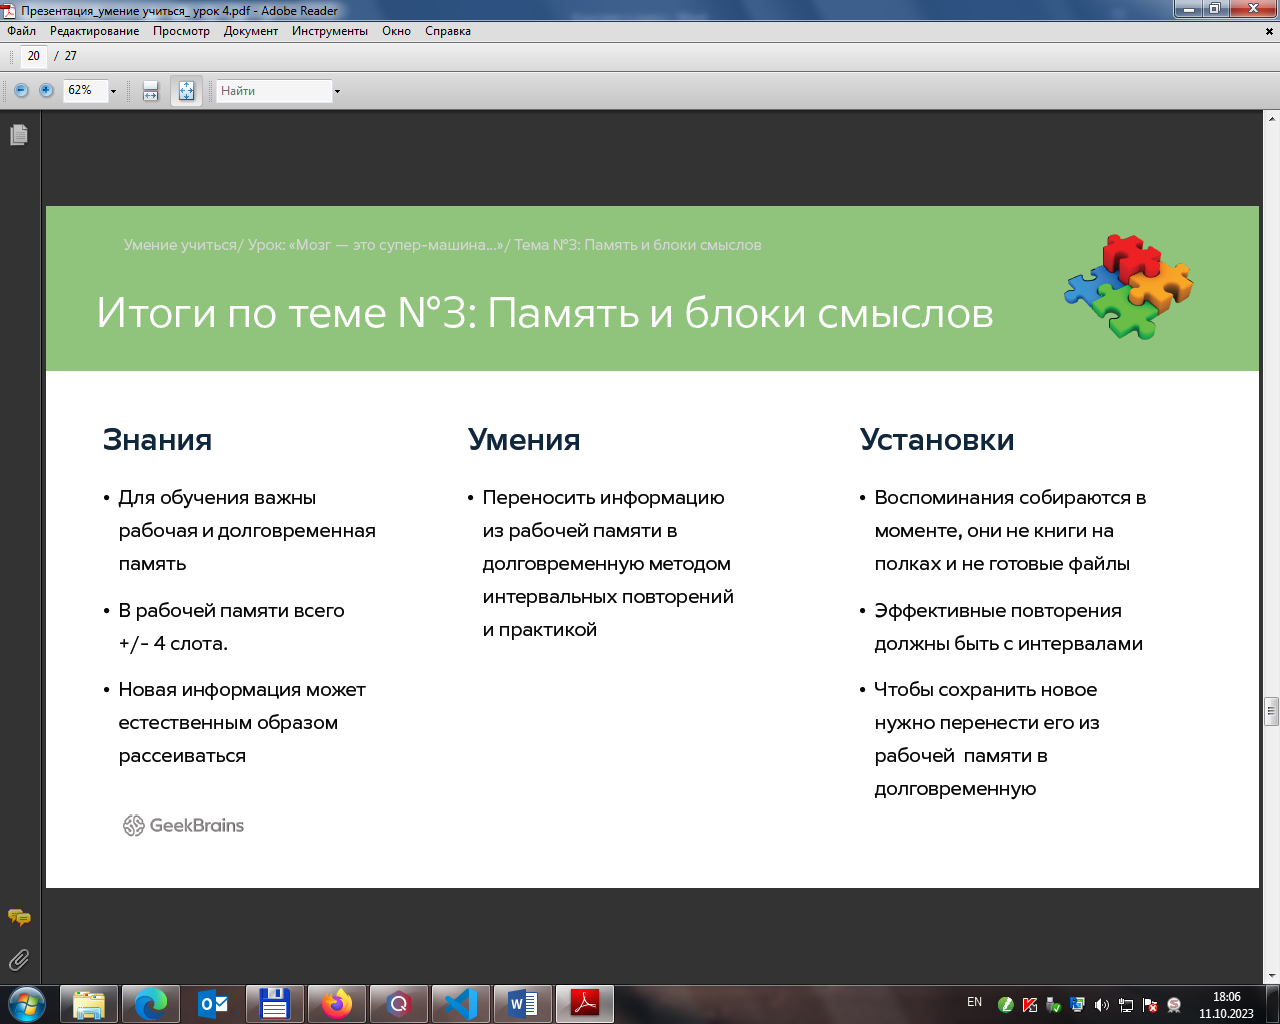 Презентация_умение учиться_ урок 4.pdf - Adobe Reader
Файл Редактирование Просмотр Документ Инструменты Окно Справка
20 / 27
62% Найти
Умение учиться/ Урок: «Мозг — это супер-машина...»/ Тема №3: Память и блоки смыслов
Итоги по теме №3: Память и блоки смыслов
Знания
• Для обучения важны
рабочая и долговременная
память
• В рабочей памяти всего
+/- 4 слота.
• Новая информация может
естественным образом
рассеиваться
Умения
• Переносить информацию
из рабочей памяти в
долговременную методом
интервальных повторений
и практикой
Установки
• Воспоминания собираются в
моменте, они не книги на
полках и не готовые файлы
• Эффективные повторения
должны быть с интервалами
• Чтобы сохранить новое
нужно перенести его из
рабочей памяти в
долговременную
GeekBrains
EN
18:06
11.10.2023